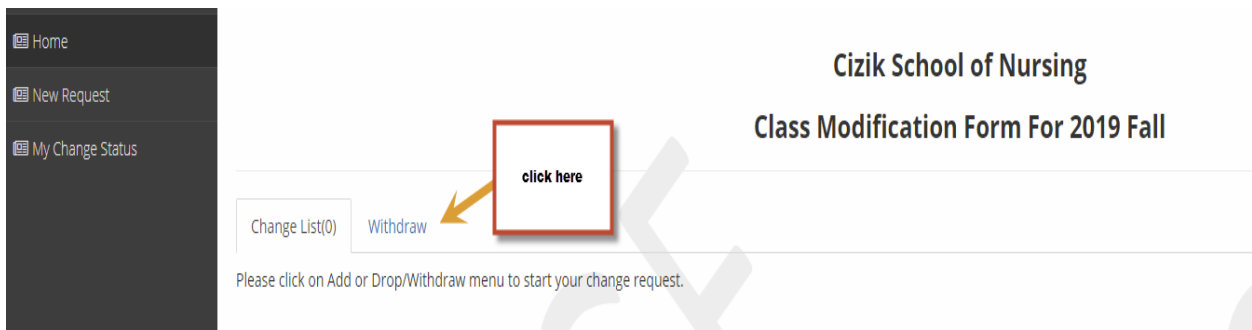 Home
New Request
My Change Status
Cizik School of Nursing
Class Modification Form For 2019 Fall
click here
Change List(0) Withdraw
Please click on Add or Drop/Withdraw menu to start your change request.